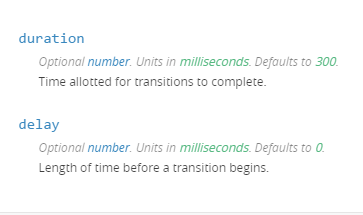 duration
Optional number. Units in milliseconds. Defaults to 300.
Time allotted for transitions to complete.
delay
Optional number. Units in milliseconds. Defaults to 0.
Length of time before a transition begins.